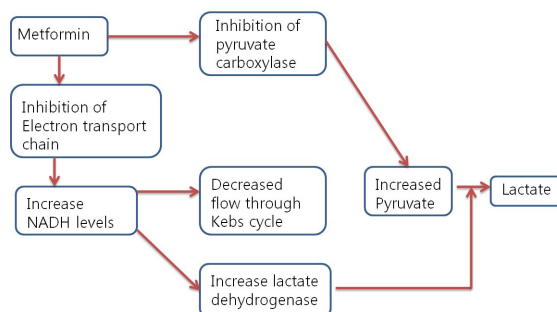 Metformin
Inhibition of
pyruvate
carboxylase
Inhibition of
Electron transport
chain
Increase
NADH levels
Decreased
flow through
Kebs cycle
Increased
Pyruvate
Lactate
Increase lactate
dehydrogenase